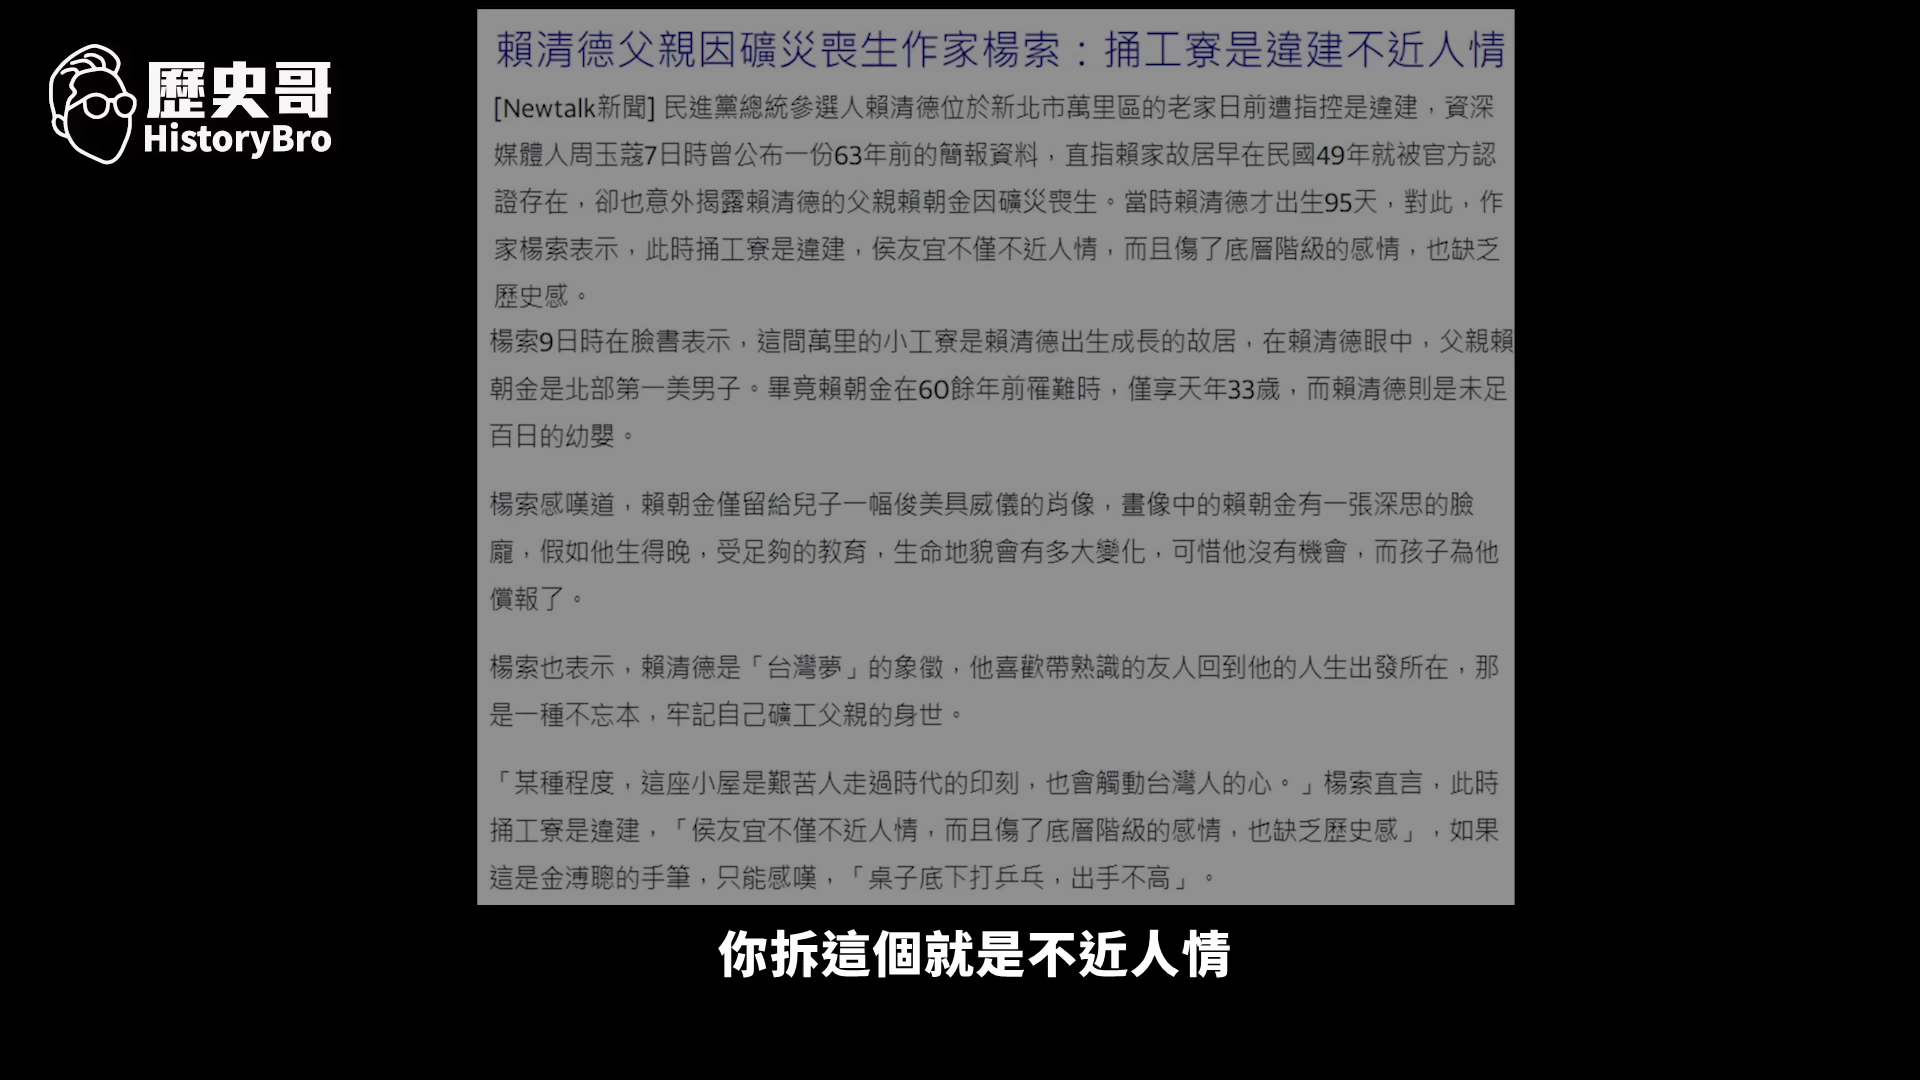 歷史哥
HistoryBro
賴清德父親因礦災喪生作家楊索：捅工寮是違建不近人情
[Newtalk新聞] 民進黨總統參選人賴清德位於新北市萬里區的老家日前遭指控是違建，資深
媒體人周玉蔻7日時曾公布一份63年前的簡報資料，直指賴家故居早在民國49年就被官方認
證存在，卻也意外揭露賴清德的父親賴朝金因礦災喪生。當時賴清德才出生95天，對此，作
家楊索表示，此時捅工寮是違建，侯友宜不僅不近人情，而且傷了底層階級的感情，也缺乏
歷史感。
楊索9日時在臉書表示，這間萬里的小工寮是賴清德出生成長的故居，在賴清德眼中，父親賴
朝金是北部第一美男子。畢竟賴朝金在60餘年前罹難時，僅享天年33歲，而賴清德則是未足
百日的幼嬰。
楊索感嘆道，賴朝金僅留給兒子一幅俊美具威儀的肖像，畫像中的賴朝金有一張深思的臉
龐，假如他生得晚，受足夠的教育，生命地貌會有多大變化，可惜他沒有機會，而孩子為他
償報了。
楊索也表示，賴清德是「台灣夢」的象徵，他喜歡帶熟識的友人回到他的人生出發所在，那
是一種不忘本，牢記自己礦工父親的身世。
「某種程度，這座小屋是艱苦人走過時代的印刻，也會觸動台灣人的心。」楊索直言，此時
捅工寮是違建，「侯友宜不僅不近人情，而且傷了底層階級的感情，也缺乏歷史感」，如果
這是金溥聰的手筆，只能感嘆，「桌子底下打乒乓，出手不高」。
你拆這個就是不近人情